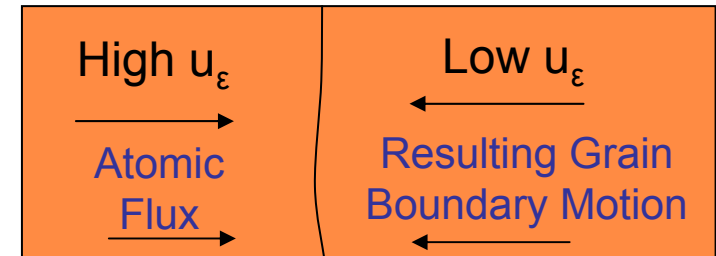 High uε
Atomic
Flux
Low uε
Resulting Grain
Boundary Motion